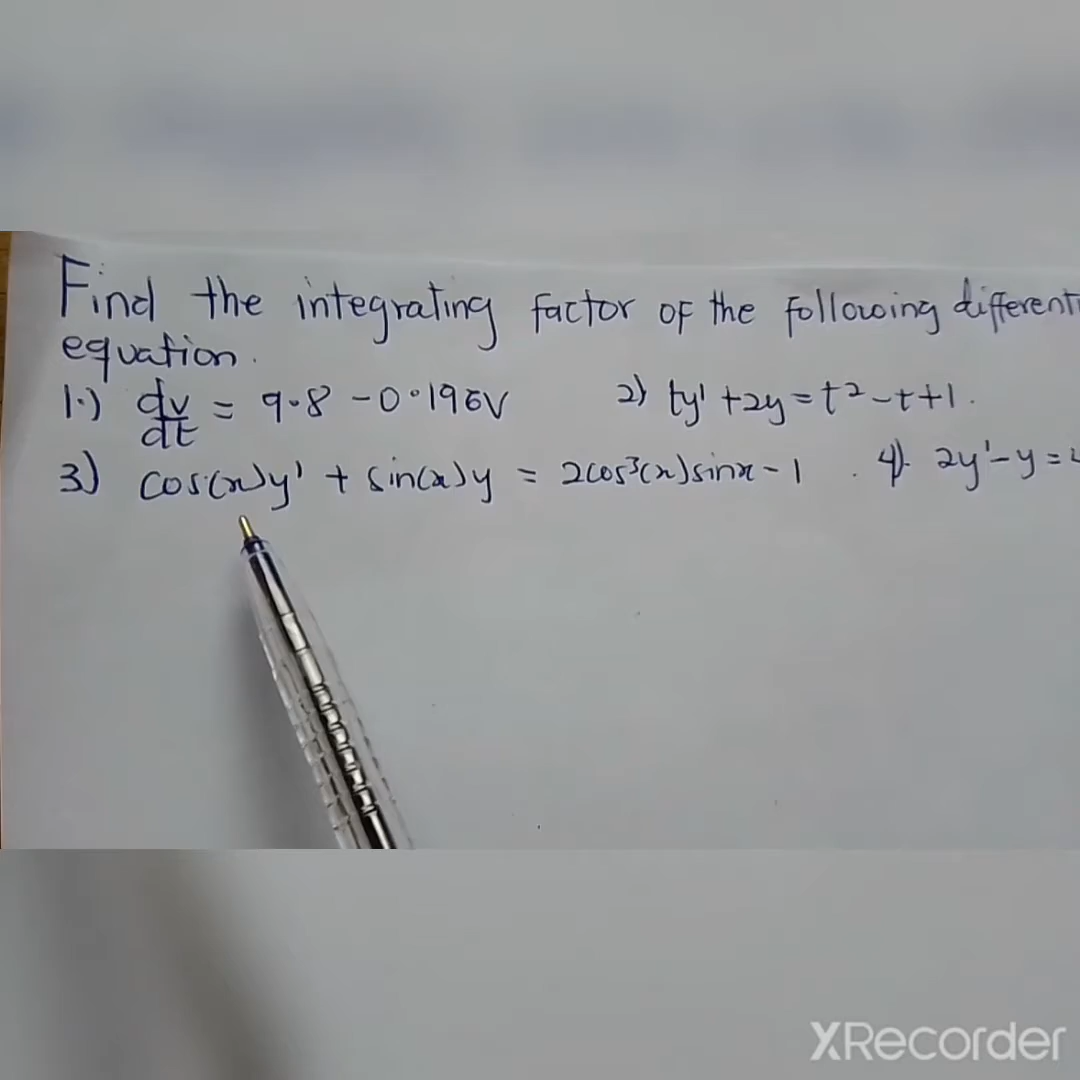 Find the integrating factor of the following different
equation.
1.) dv/dt = 9.8 - 0.196v 2) ty' + 2y = t² - t + 1.
3) cos(x)y' + sin(x)y = 2cos³(x)sinx - 1 . 4). 2y' - y =
XRecorder